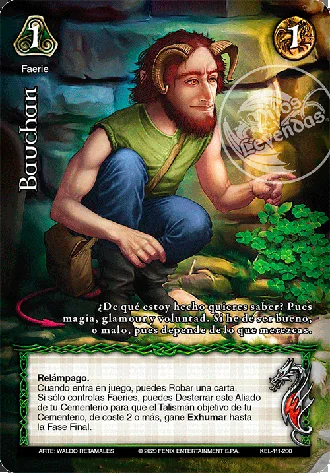 1
1
Faerie
Bauchan
Mitos
Leyendas
¿De qué estoy hecho quieres saber? Pues
magia, glamour y voluntad. Si he de ser bueno,
o malo, pues depende de lo que merezcas.
Relámpago.
Cuando entra en juego, puedes Robar una carta.
Si sólo controlas Faeries, puedes Desterrar este Aliado
de tu Cementerio para que el Talismán objetivo de tu
Cementerio, de coste 2 o más, gane Exhumar hasta
la Fase Final.
ARTE: WALDO RETAMALES
© 2020 FENIX ENTERTAINMENT S.P.A.